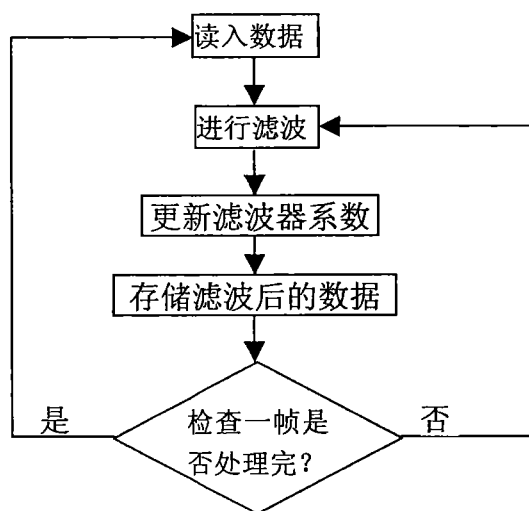 读入数据
进行滤波
更新滤波器系数
存储滤波后的数据
是
检查一帧是
否处理完？
否